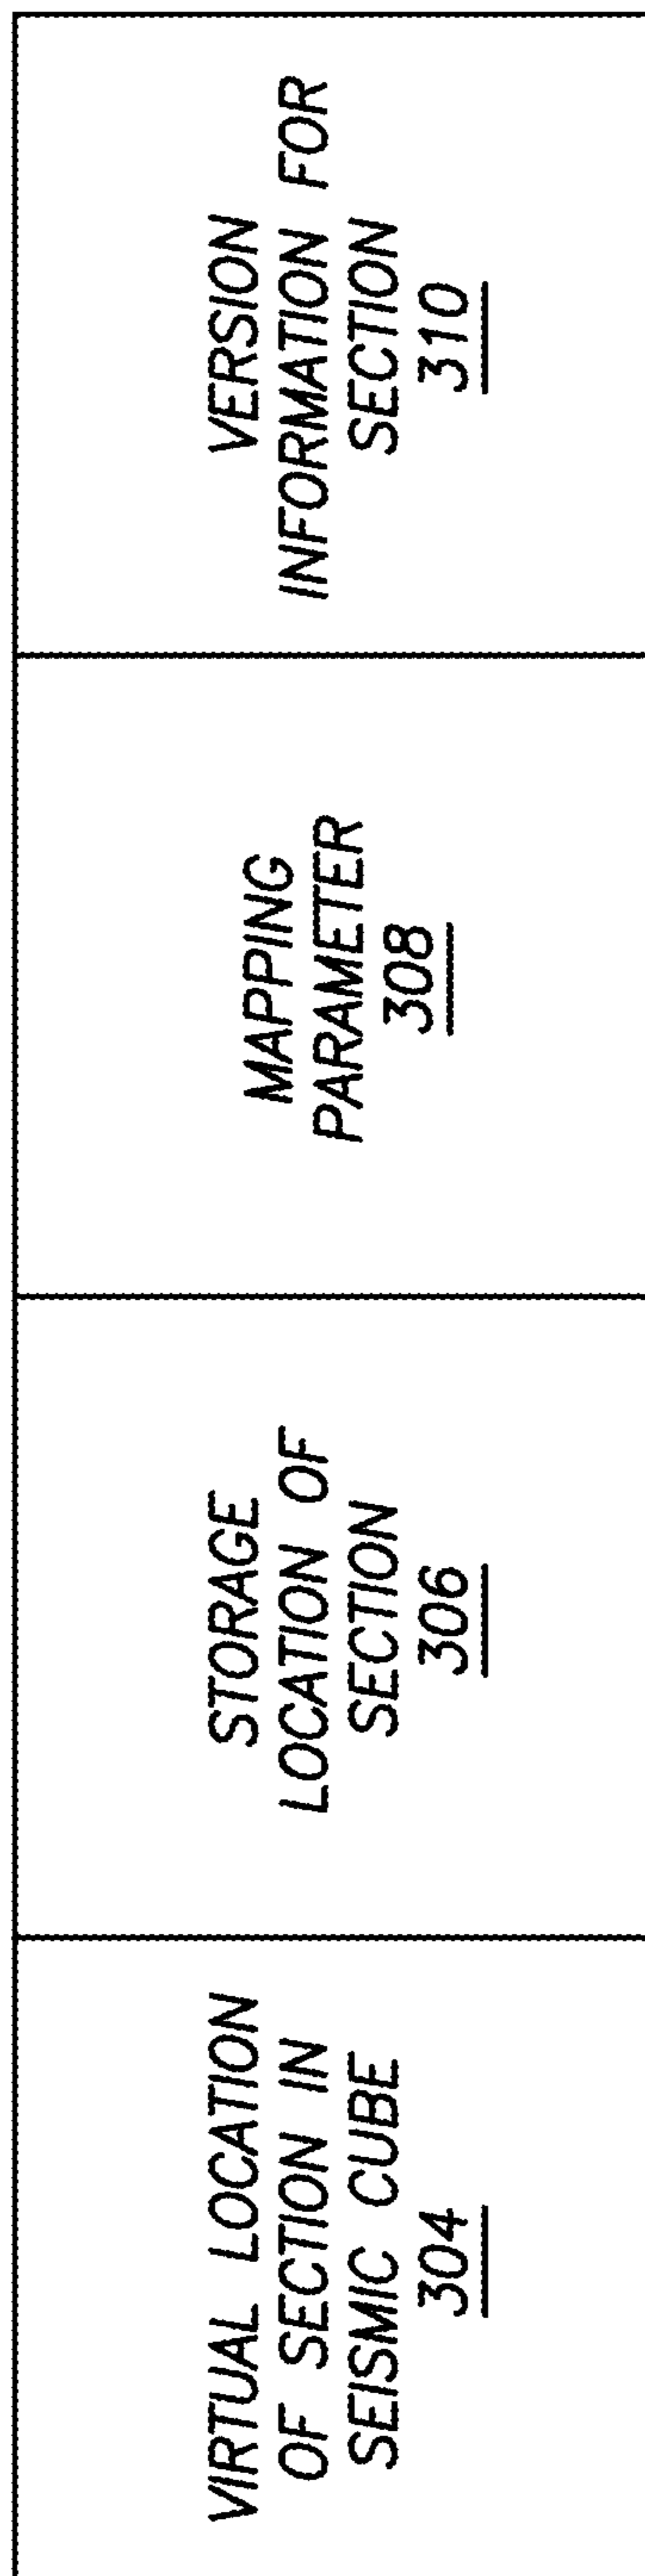 VIRTUAL LOCATION
OF SECTION IN
SEISMIC CUBE
304
STORAGE
LOCATION OF
SECTION
306
MAPPING
PARAMETER
308
VERSION
INFORMATION FOR
SECTION
310